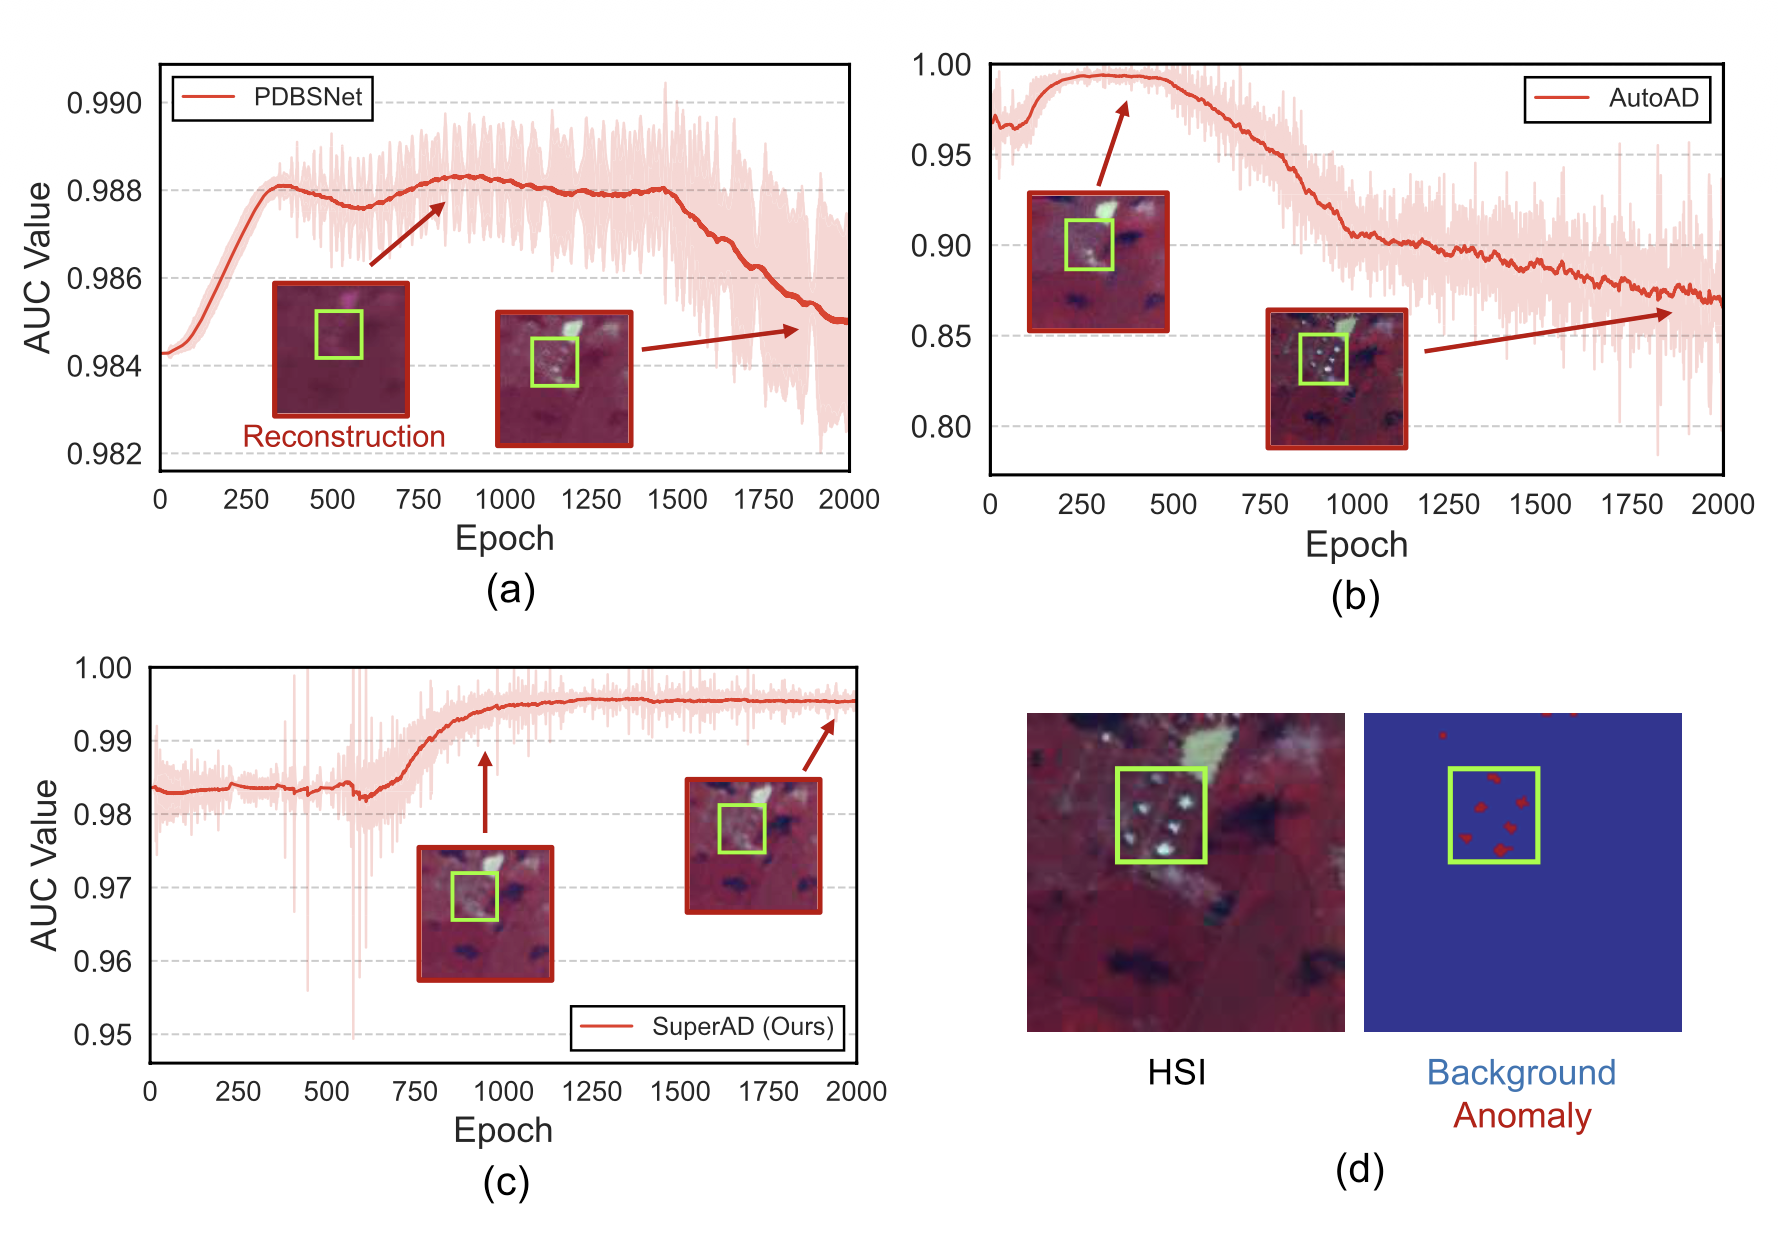 PDBSNet
0.990
0.988
0.986
0.984
0.982
AUC Value
Reconstruction
0 250 500 750 1000 1250 1500 1750 2000
Epoch
(a)
AutoAD
1.00
0.95
0.90
0.85
0.80
0 250 500 750 1000 1250 1500 1750 2000
Epoch
(b)
1.00
0.99
0.98
0.97
0.96
0.95
AUC Value
SuperAD (Ours)
0 250 500 750 1000 1250 1500 1750 2000
Epoch
(c)
HSI
Background
Anomaly
(d)